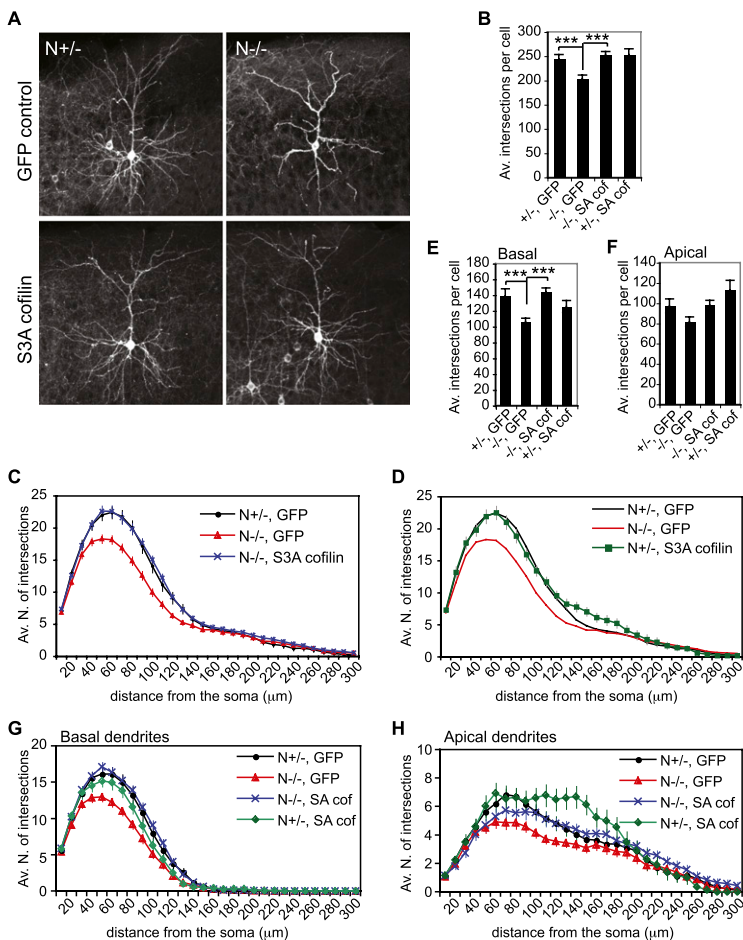 A
N+/-
N-/-
GFP control
S3A cofilin
B
Av. intersections per cell
300
250
200
150
100
50
0
*** ***
+/-, GFP
-/-, GFP
-/-, SA cof
+/-, SA cof
E
Basal
Av. intersections per cell
180
160
140
120
100
80
60
40
20
0
*** ***
+/-, GFP
-/-, GFP
-/-, SA cof
+/-, SA cof
F
Apical
Av. intersections per cell
140
120
100
80
60
40
20
0
+/-, GFP
-/-, GFP
-/-, SA cof
+/-, SA cof
C
Av. N. of intersections
25
20
15
10
5
0
N+/-, GFP
N-/-, GFP
N-/-, S3A cofilin
20 40 60 80 100 120 140 160 180 200 220 240 260 280 300
distance from the soma (µm)
D
Av. N. of intersections
25
20
15
10
5
0
N+/-, GFP
N-/-, GFP
N+/-, S3A cofilin
20 40 60 80 100 120 140 160 180 200 220 240 260 280 300
distance from the soma (µm)
G
Basal dendrites
Av. N. of intersections
20
15
10
5
0
N+/-, GFP
N-/-, GFP
N-/-, SA cof
N+/-, SA cof
20 40 60 80 100 120 140 160 180 200 220 240 260 280 300
distance from the soma (µm)
H
Apical dendrites
Av. N. of intersections
10
8
6
4
2
0
N+/-, GFP
N-/-, GFP
N-/-, SA cof
N+/-, SA cof
20 40 60 80 100 120 140 160 180 200 220 240 260 280 300
distance from the soma (µm)